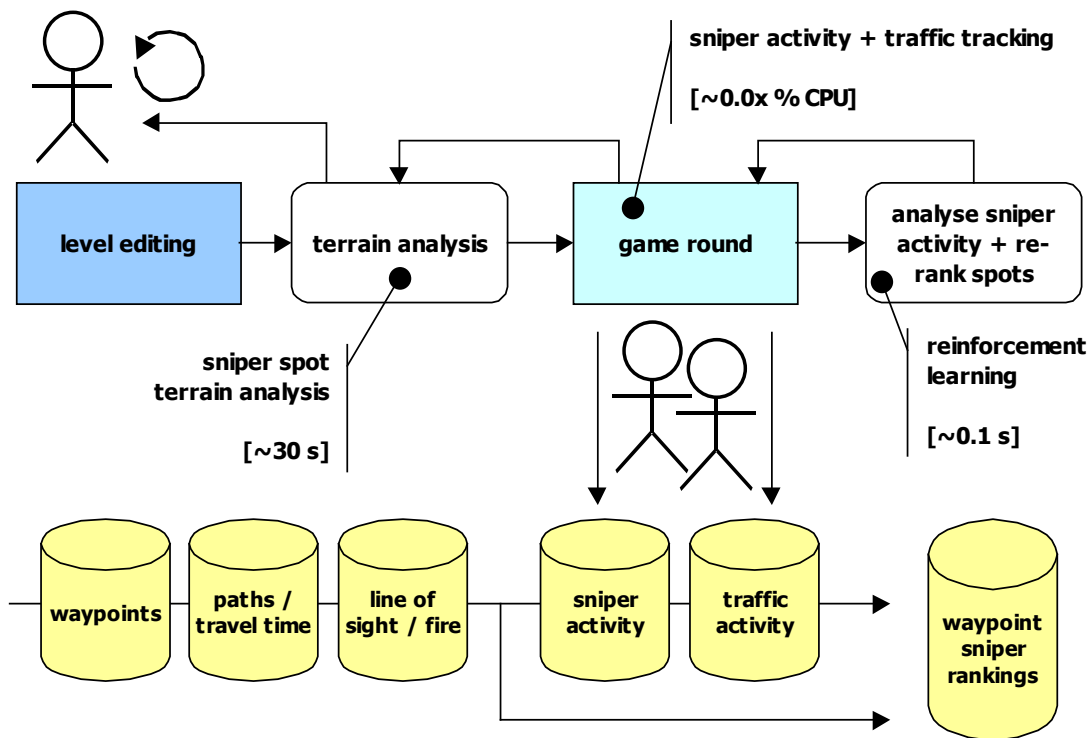 sniper activity + traffic tracking
[~0.0x % CPU]
level editing
terrain analysis
game round
analyse sniper
activity + re-
rank spots
sniper spot
terrain analysis
[~30 s]
reinforcement
learning
[~0.1 s]
waypoints
paths /
travel time
line of
sight / fire
sniper
activity
traffic
activity
waypoint
sniper
rankings